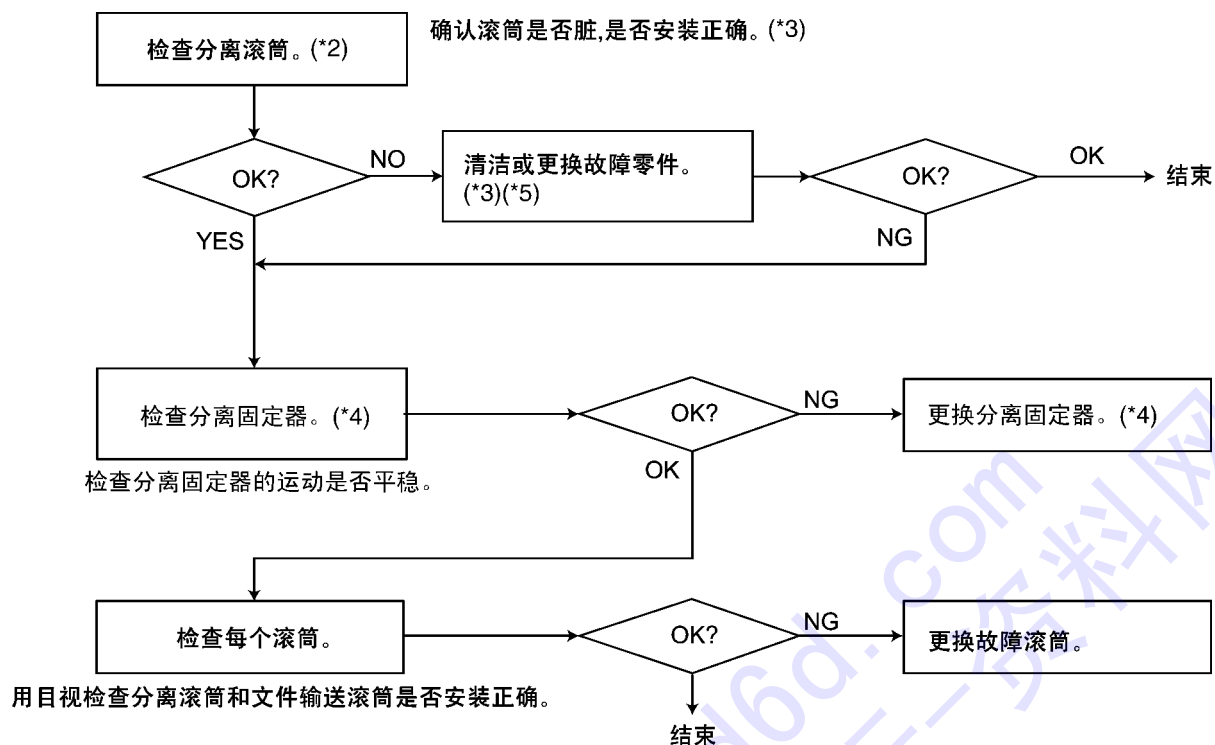 检查分离滚筒。(*2)
确认滚筒是否脏,是否安装正确。(*3)
OK?
NO
清洁或更换故障零件。
(*3)(*5)
OK?
OK
结束
YES
NG
检查分离固定器。(*4)
OK?
NG
更换分离固定器。(*4)
检查分离固定器的运动是否平稳。
OK
检查每个滚筒。
OK?
NG
更换故障滚筒。
用目视检查分离滚筒和文件输送滚筒是否安装正确。
结束
6d.com
资料网